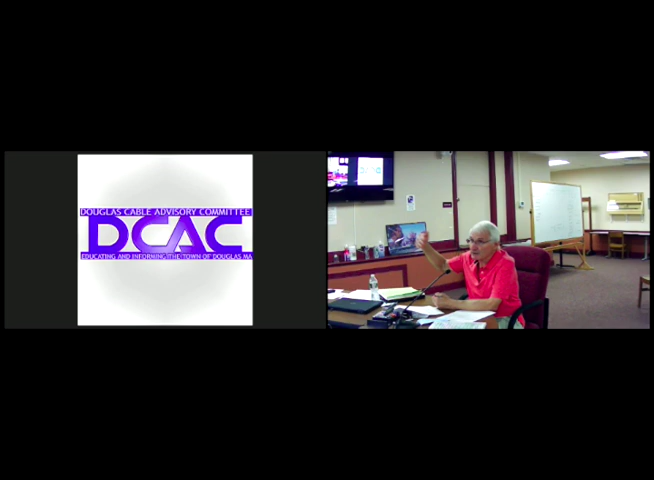 DOUGLAS CABLE ADVISORY COMMITTEE
DCAC
EDUCATING AND INFORMING THE TOWN OF DOUGLAS MA